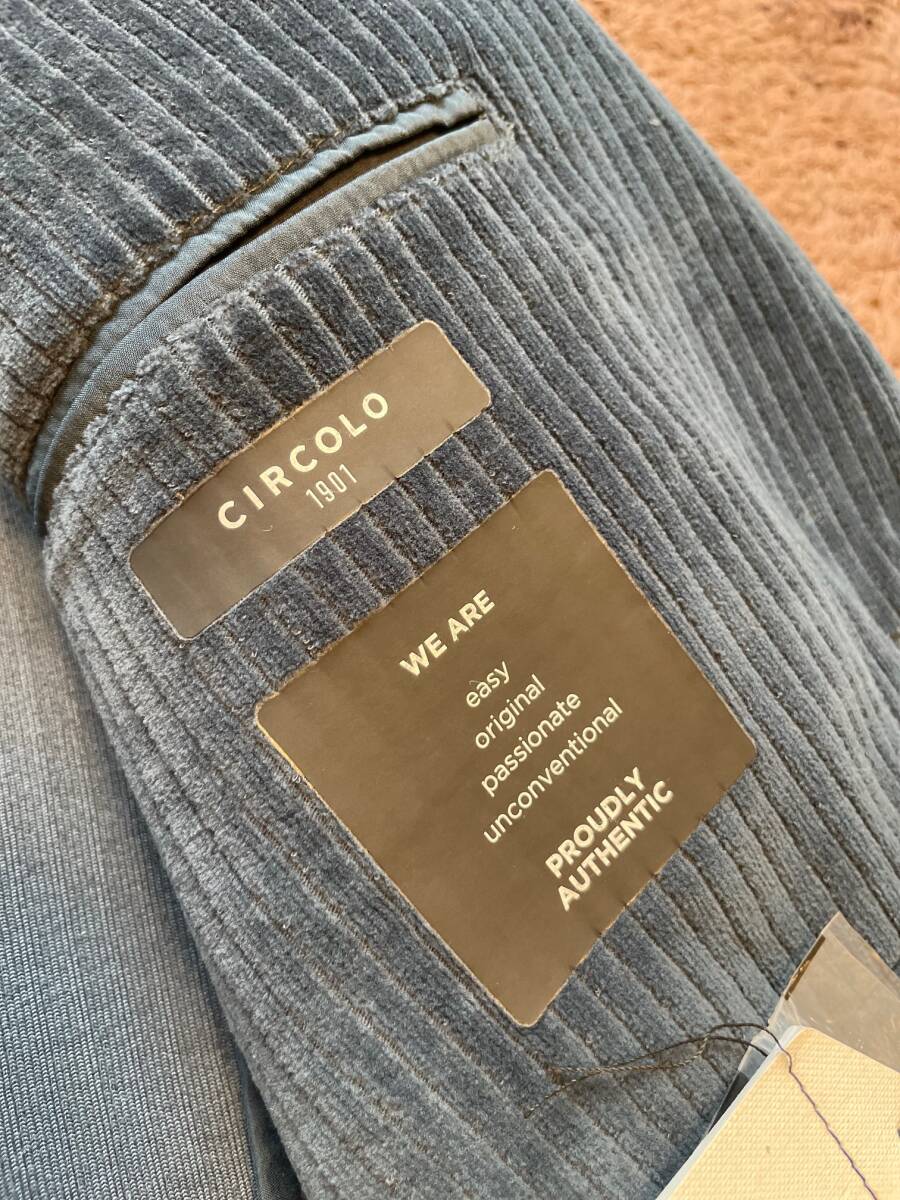 CIRCOLO
1901
WE ARE
easy
original
passionate
unconventional
PROUDLY
AUTHENTIC